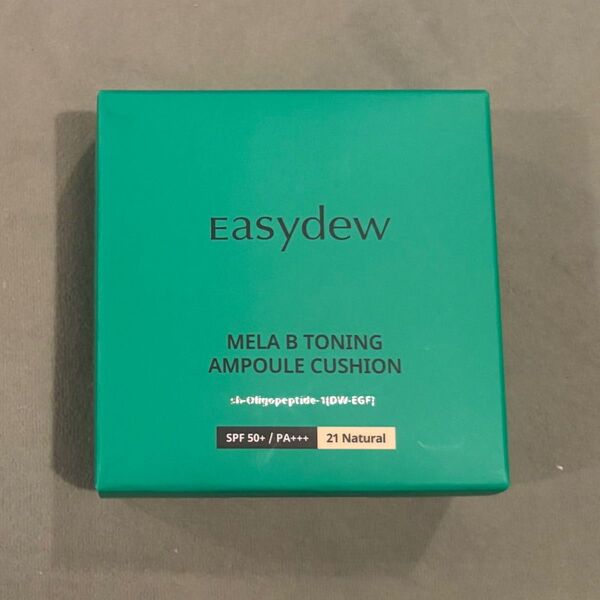 Easydew
MELA B TONING
AMPOULE CUSHION
sh-Oligopeptide-1[DW-EGF]
SPF 50+ / PA+++ 21 Natural